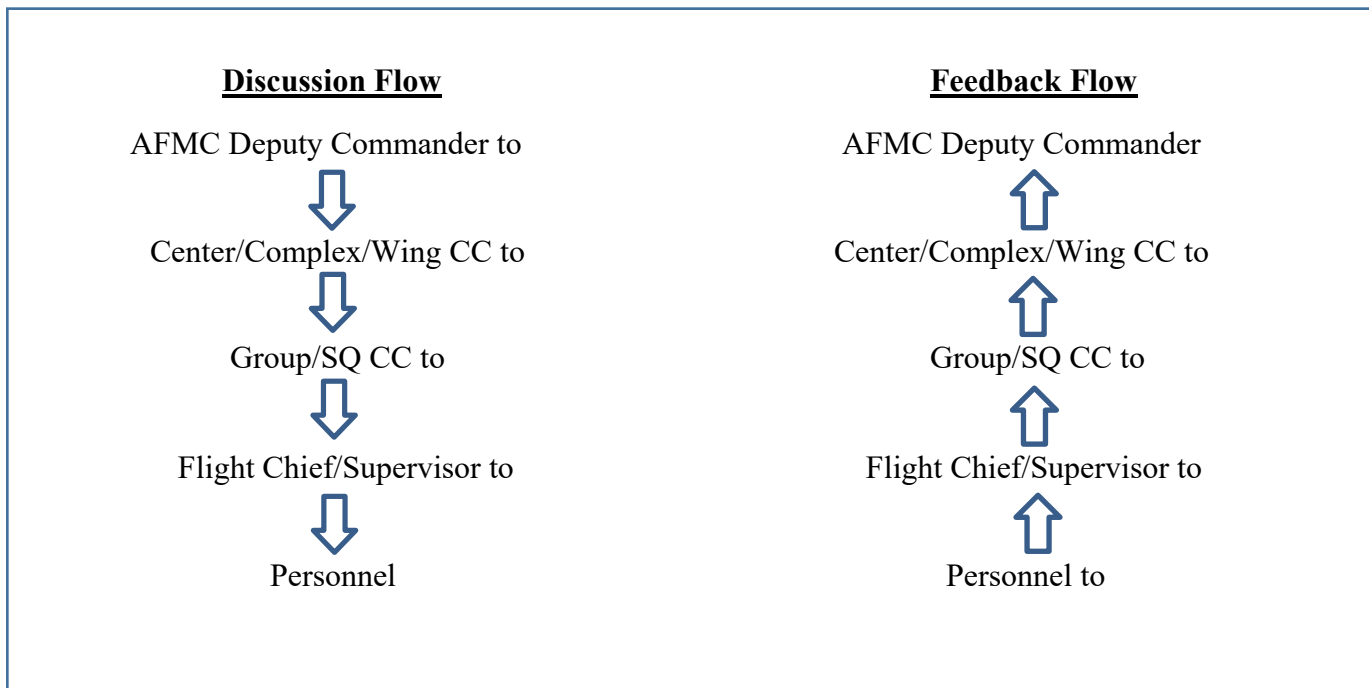 Discussion Flow
AFMC Deputy Commander to
Center/Complex/Wing CC to
Group/SQ CC to
Flight Chief/Supervisor to
Personnel
Feedback Flow
AFMC Deputy Commander
Center/Complex/Wing CC to
Group/SQ CC to
Flight Chief/Supervisor to
Personnel to